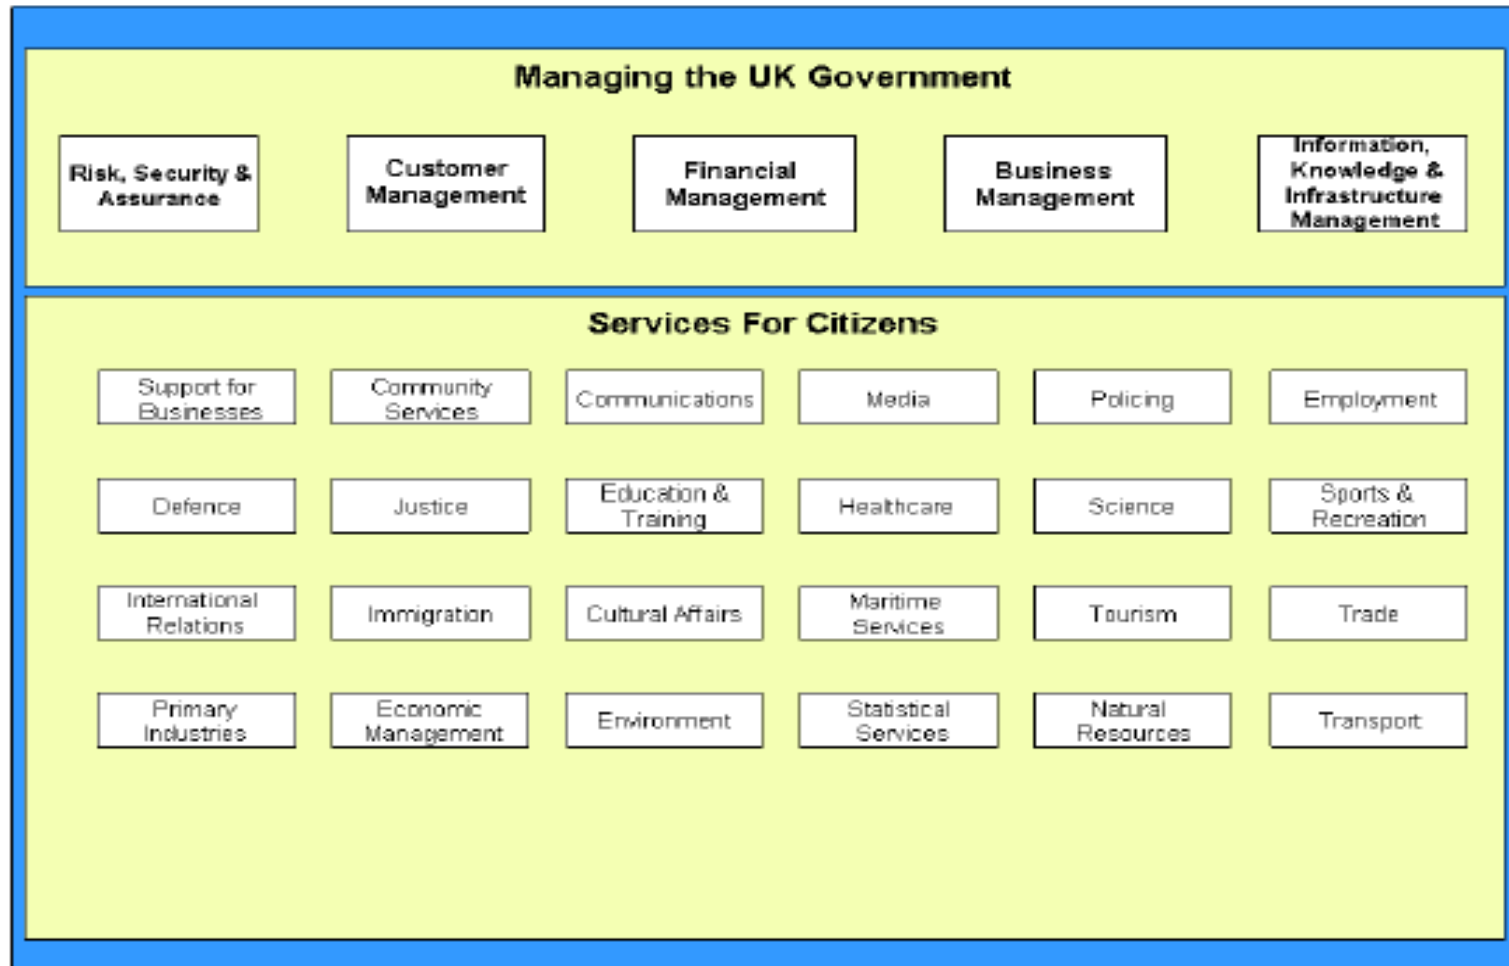 Managing the UK Government
Risk, Security &
Assurance
Customer
Management
Financial
Management
Business
Management
Information,
Knowledge &
Infrastructure
Management
Services For Citizens
Support for
Businesses
Community
Services
Communications
Media
Policing
Employment
Defence
Justice
Education &
Training
Healthcare
Science
Sports &
Recreation
International
Relations
Immigration
Cultural Affairs
Maritime
Services
Tourism
Trade
Primary
Industries
Economic
Management
Environment
Statistical
Services
Natural
Resources
Transport